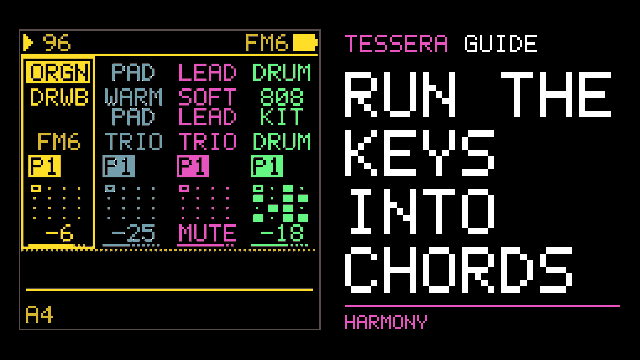 96 FM6
ORGN PAD LEAD DRUM
DRWB WARM SOFT 808
PAD LEAD KIT
FM6 TRIO TRIO DRUM
P1 P1 P1 P1
-6 -25 MUTE -18
A4
TESSERA GUIDE
RUN THE
KEYS
INTO
CHORDS
HARMONY